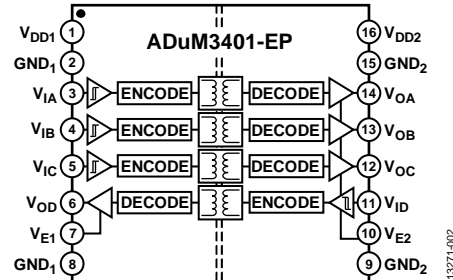 ADuM3401-EP
VDD1 1
16 VDD2
GND1 2
15 GND2
VIA 3 ENCODE DECODE 14 VOA
VIB 4 ENCODE DECODE 13 VOB
VIC 5 ENCODE DECODE 12 VOC
VOD 6 DECODE ENCODE 11 VID
VE1 7
10 VE2
GND1 8
9 GND2
13271-002